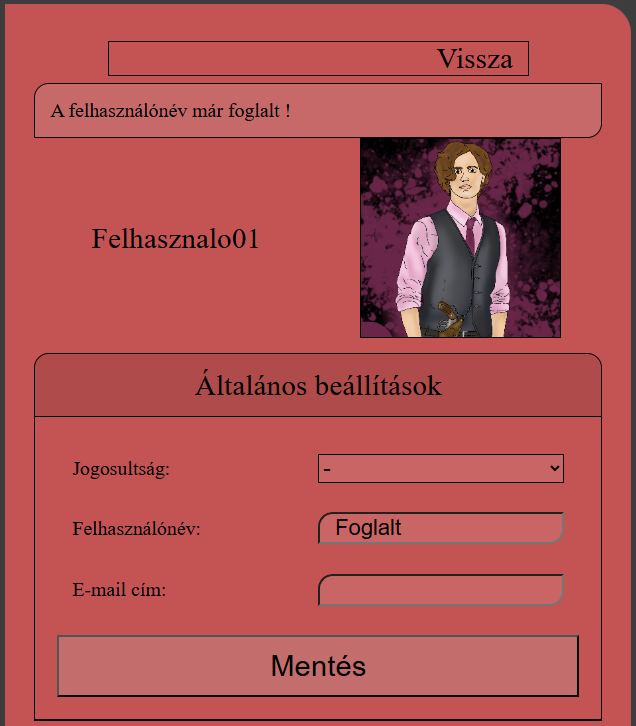 Vissza
A felhasználónév már foglalt !
Felhasznalo01
Általános beállítások
Jogosultság:
-
Felhasználónév:
Foglalt
E-mail cím:
Mentés